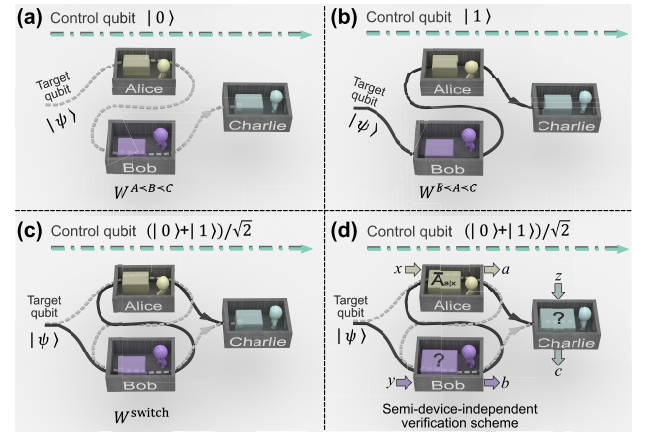 (a) Control qubit |0⟩
Target
qubit
|ψ⟩
Alice
Bob
Charlie
W^{A≺B≺C}
(b) Control qubit |1⟩
Target
qubit
|ψ⟩
Alice
Bob
Charlie
W^{B≺A≺C}
(c) Control qubit (|0⟩+|1⟩)/√2
Target
qubit
|ψ⟩
Alice
Bob
Charlie
W^{switch}
(d) Control qubit (|0⟩+|1⟩)/√2
Target
qubit
|ψ⟩
x
Ā_{a|x}
a
Alice
z
?
Charlie
c
y
?
b
Bob
Semi-device-independent
verification scheme